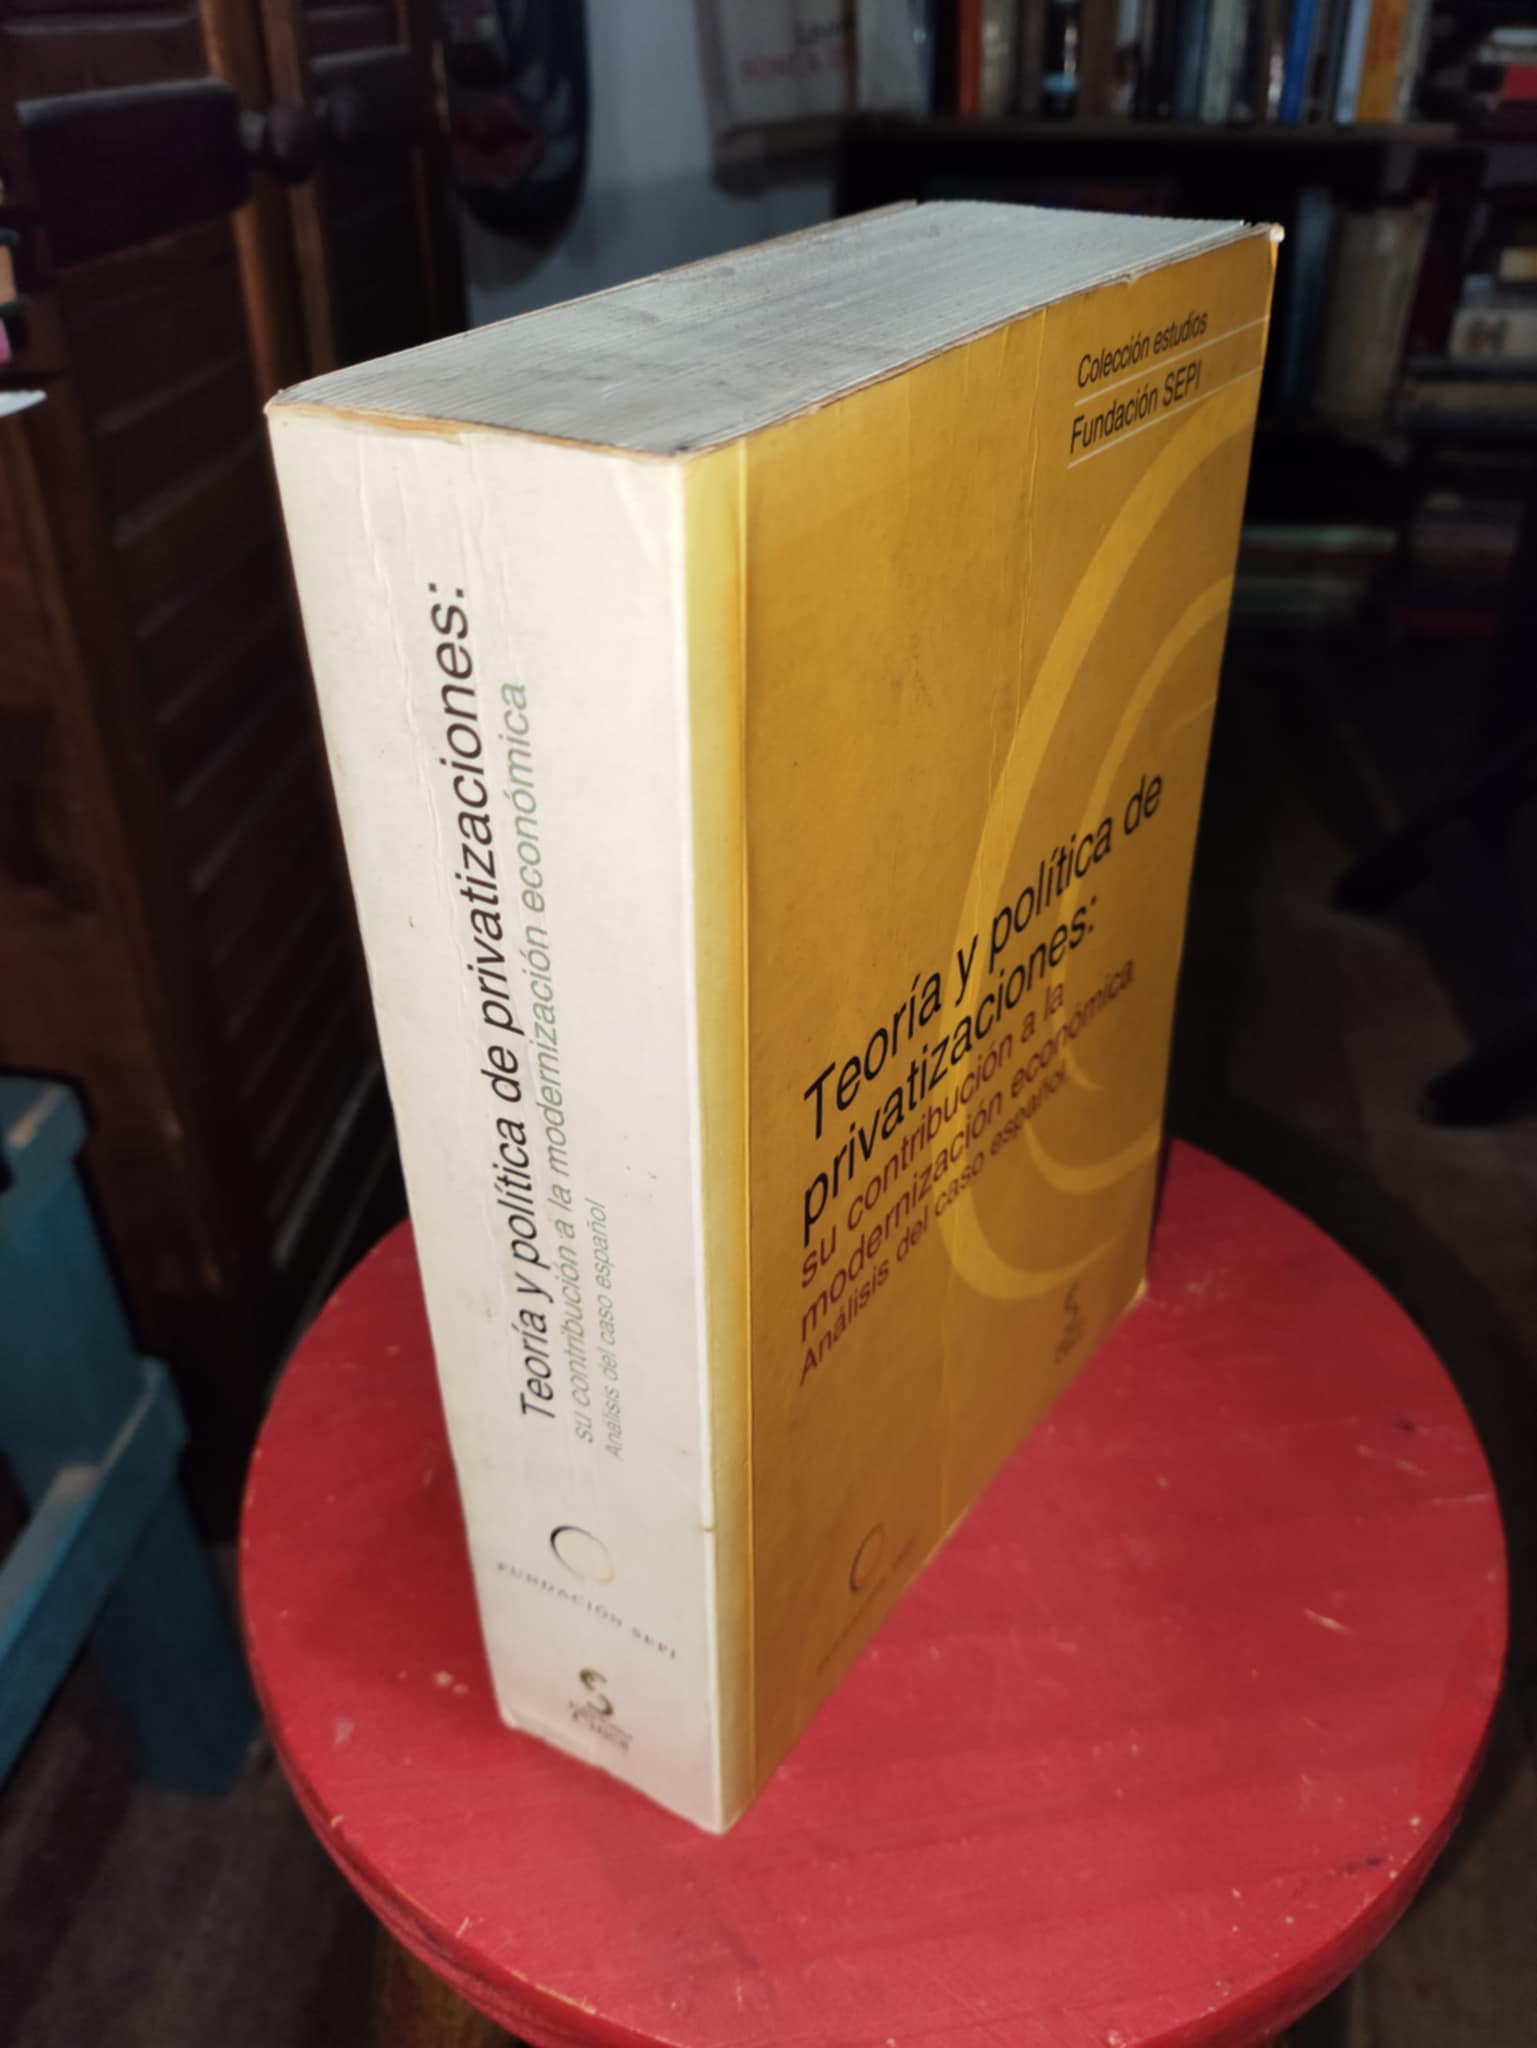 Teoría y política de privatizaciones:
su contribución a la modernización económica
Análisis del caso español
FUNDACIÓN SEPI
Colección estudios
Fundación SEPI
Teoría y política de
privatizaciones:
su contribución a la
modernización económica
Análisis del caso español